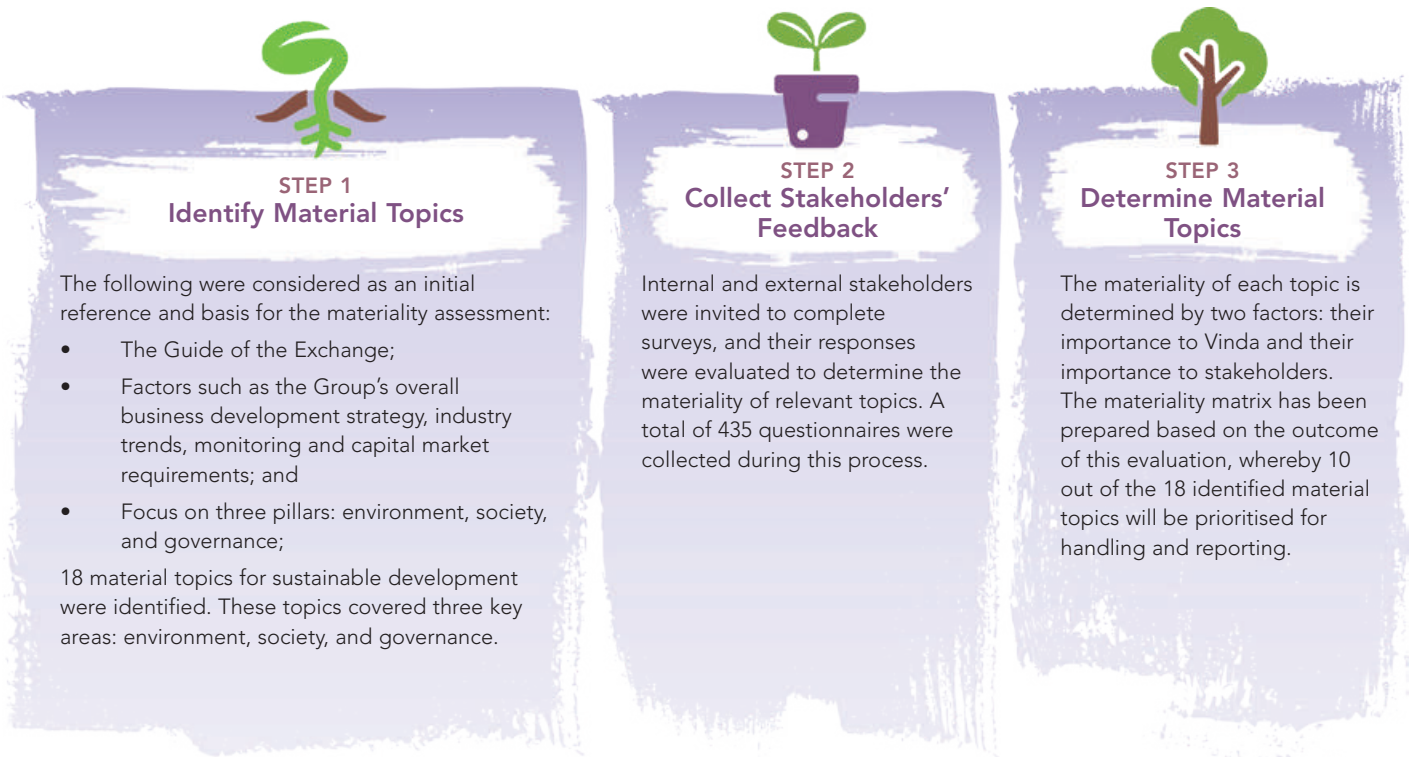 STEP 1
Identify Material Topics
The following were considered as an initial
reference and basis for the materiality assessment:
• The Guide of the Exchange;
• Factors such as the Group's overall
business development strategy, industry
trends, monitoring and capital market
requirements; and
• Focus on three pillars: environment, society,
and governance;
18 material topics for sustainable development
were identified. These topics covered three key
areas: environment, society, and governance.
STEP 2
Collect Stakeholders'
Feedback
Internal and external stakeholders
were invited to complete
surveys, and their responses
were evaluated to determine the
materiality of relevant topics. A
total of 435 questionnaires were
collected during this process.
STEP 3
Determine Material
Topics
The materiality of each topic is
determined by two factors: their
importance to Vinda and their
importance to stakeholders.
The materiality matrix has been
prepared based on the outcome
of this evaluation, whereby 10
out of the 18 identified material
topics will be prioritised for
handling and reporting.